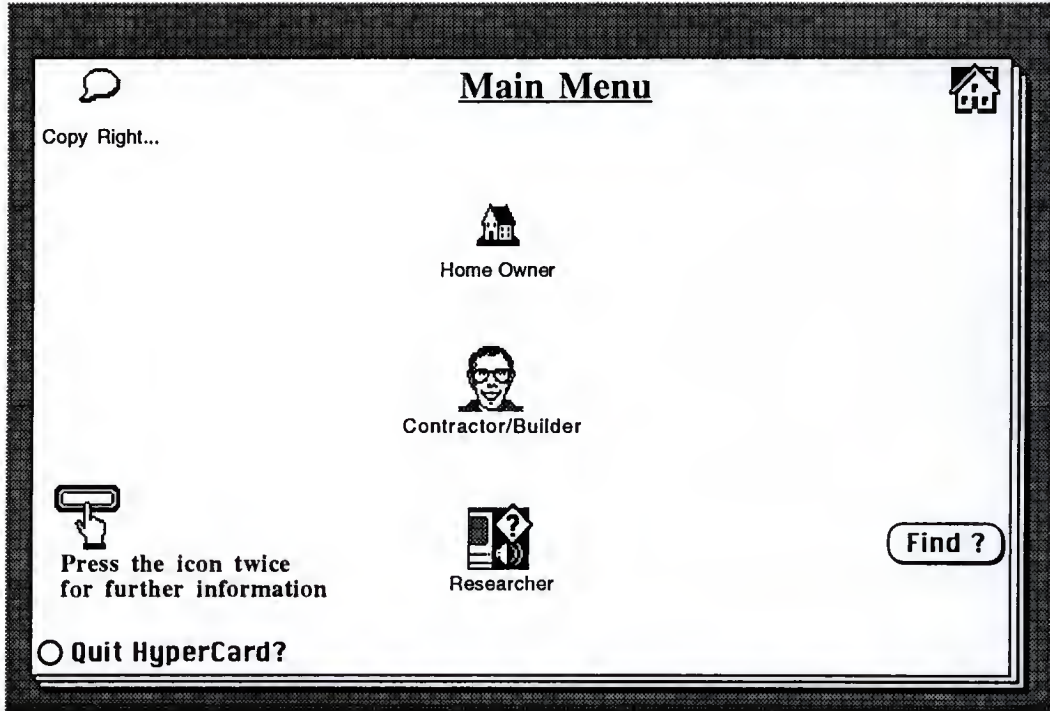 Main Menu
Copy Right...
Home Owner
Contractor/Builder
Press the icon twice
for further information
?
Researcher
Find ?
Quit HyperCard?